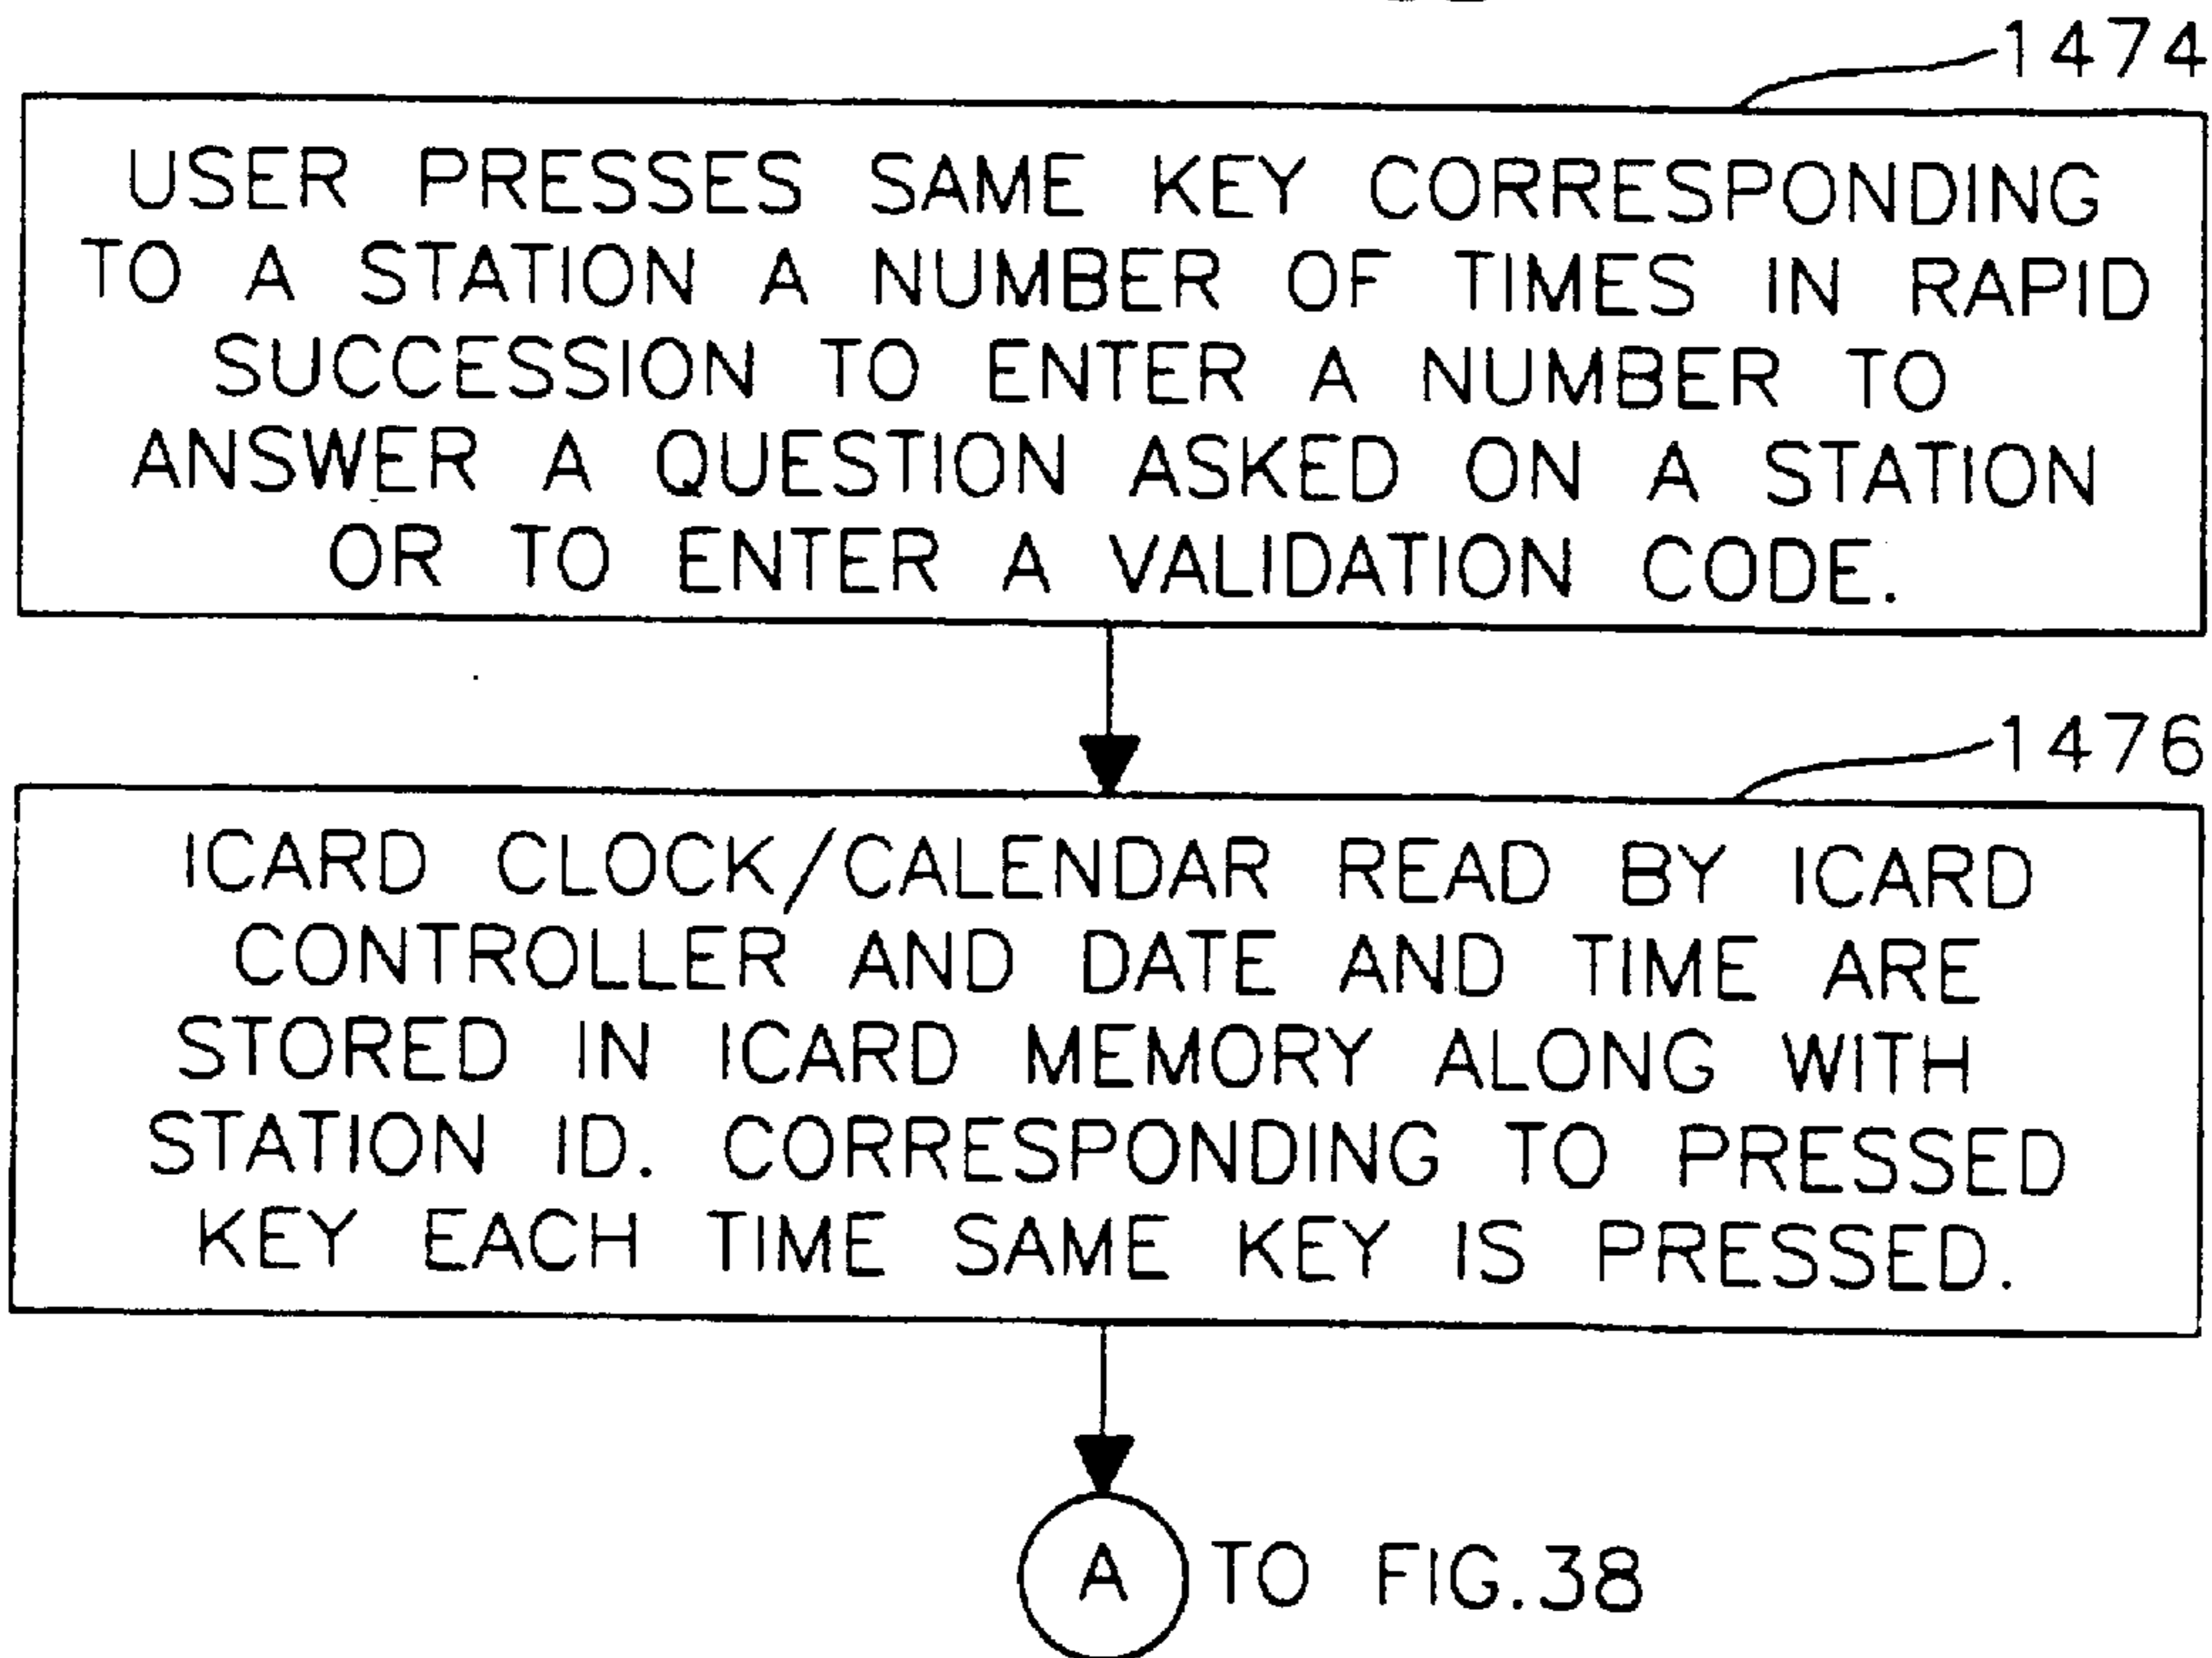 1474
USER PRESSES SAME KEY CORRESPONDING
TO A STATION A NUMBER OF TIMES IN RAPID
SUCCESSION TO ENTER A NUMBER TO
ANSWER A QUESTION ASKED ON A STATION
OR TO ENTER A VALIDATION CODE.
1476
ICARD CLOCK/CALENDAR READ BY ICARD
CONTROLLER AND DATE AND TIME ARE
STORED IN ICARD MEMORY ALONG WITH
STATION ID. CORRESPONDING TO PRESSED
KEY EACH TIME SAME KEY IS PRESSED.
A TO FIG.38